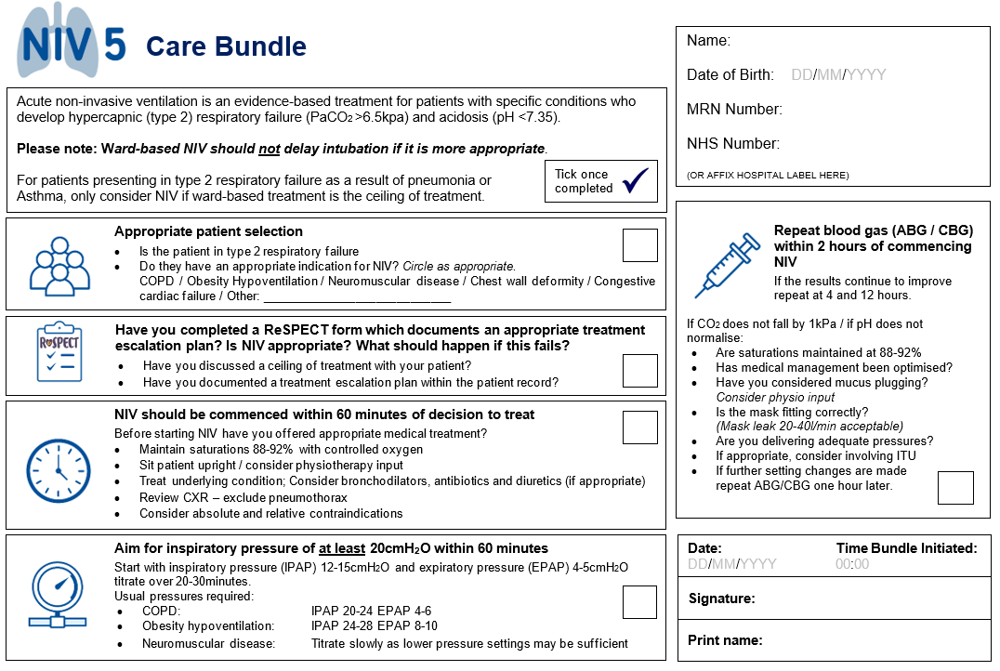 NIV 5 Care Bundle
Acute non-invasive ventilation is an evidence-based treatment for patients with specific conditions who
develop hypercapnic (type 2) respiratory failure (PaCO2 >6.5kpa) and acidosis (pH <7.35).
Please note: Ward-based NIV should not delay intubation if it is more appropriate.
For patients presenting in type 2 respiratory failure as a result of pneumonia or
Asthma, only consider NIV if ward-based treatment is the ceiling of treatment.
Tick once
completed
Appropriate patient selection
• Is the patient in type 2 respiratory failure
• Do they have an appropriate indication for NIV? Circle as appropriate.
COPD / Obesity Hypoventilation / Neuromuscular disease / Chest wall deformity / Congestive
cardiac failure / Other: ____________________________
ReSPECT
Have you completed a ReSPECT form which documents an appropriate treatment
escalation plan? Is NIV appropriate? What should happen if this fails?
• Have you discussed a ceiling of treatment with your patient?
• Have you documented a treatment escalation plan within the patient record?
NIV should be commenced within 60 minutes of decision to treat
Before starting NIV have you offered appropriate medical treatment?
• Maintain saturations 88-92% with controlled oxygen
• Sit patient upright / consider physiotherapy input
• Treat underlying condition; Consider bronchodilators, antibiotics and diuretics (if appropriate)
• Review CXR – exclude pneumothorax
• Consider absolute and relative contraindications
Aim for inspiratory pressure of at least 20cmH2O within 60 minutes
Start with inspiratory pressure (IPAP) 12-15cmH2O and expiratory pressure (EPAP) 4-5cmH2O
titrate over 20-30minutes.
Usual pressures required:
• COPD: IPAP 20-24 EPAP 4-6
• Obesity hypoventilation: IPAP 24-28 EPAP 8-10
• Neuromuscular disease: Titrate slowly as lower pressure settings may be sufficient
Name:
Date of Birth: DD/MM/YYYY
MRN Number:
NHS Number:
(OR AFFIX HOSPITAL LABEL HERE)
Repeat blood gas (ABG / CBG)
within 2 hours of commencing
NIV
If the results continue to improve
repeat at 4 and 12 hours.
If CO2 does not fall by 1kPa / if pH does not
normalise:
• Are saturations maintained at 88-92%
• Has medical management been optimised?
• Have you considered mucus plugging?
Consider physio input
• Is the mask fitting correctly?
(Mask leak 20-40l/min acceptable)
• Are you delivering adequate pressures?
• If appropriate, consider involving ITU
• If further setting changes are made
repeat ABG/CBG one hour later.
Date: Time Bundle Initiated:
DD/MM/YYYY 00:00
Signature:
Print name: